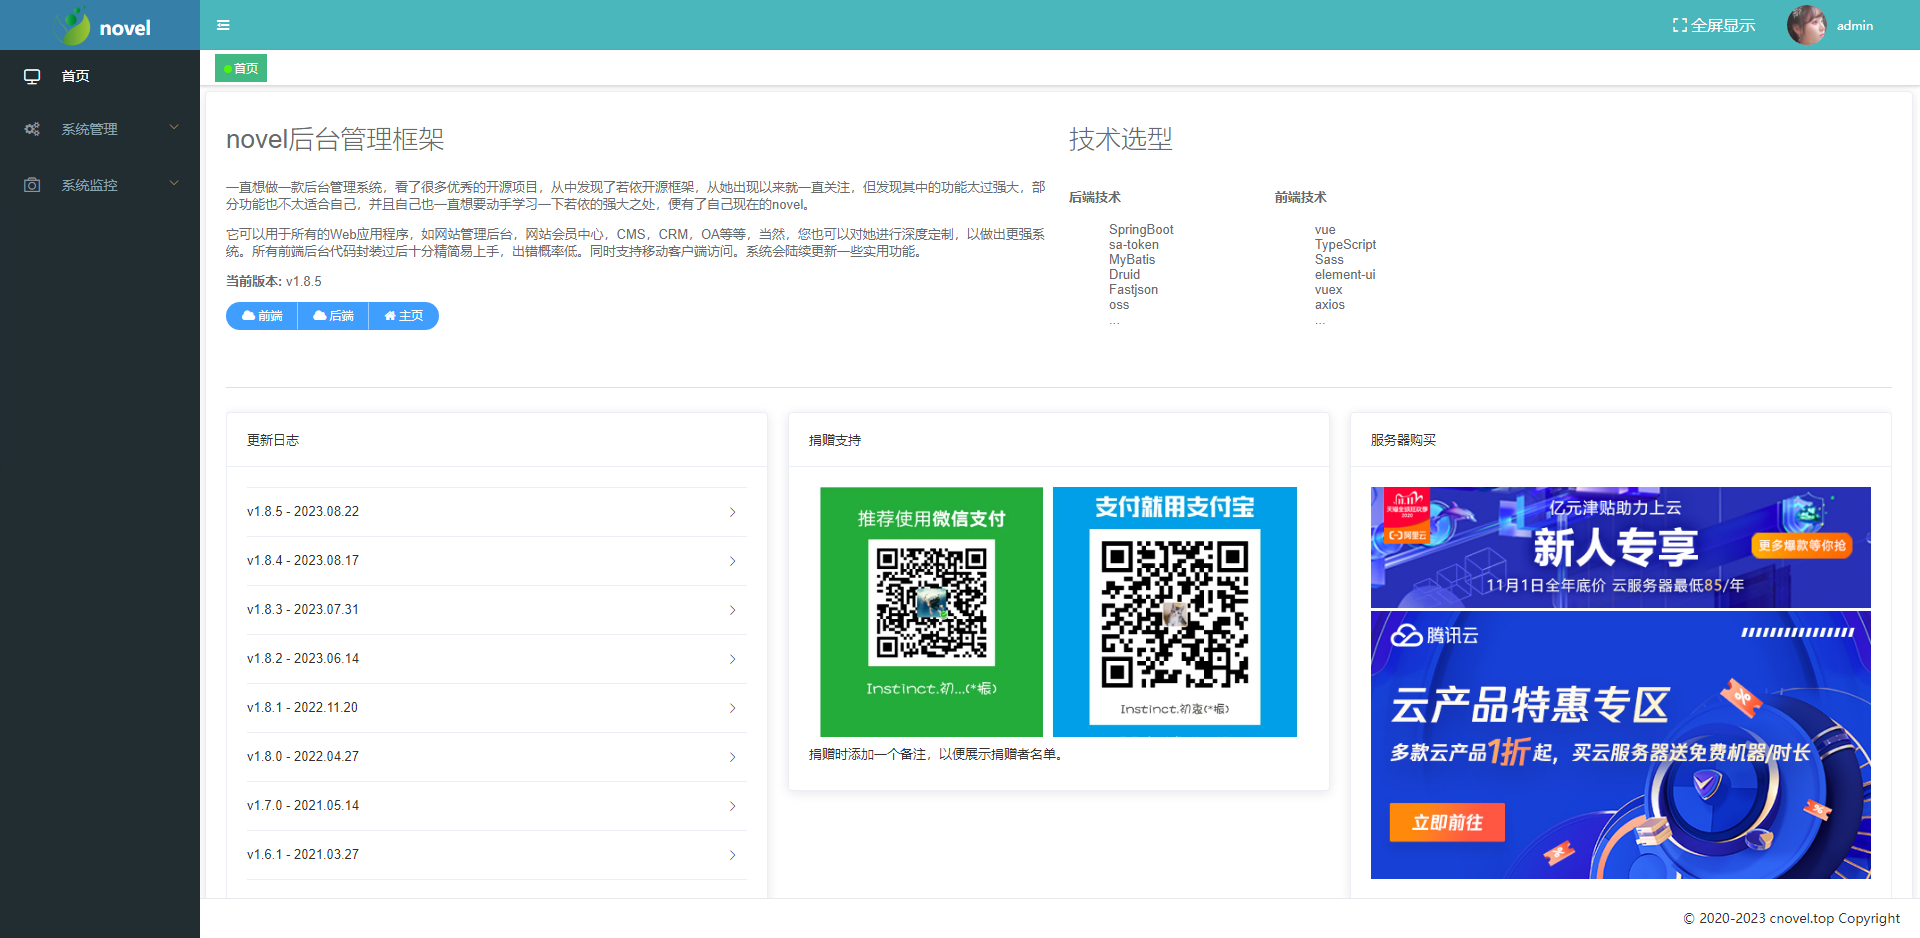 novel
全屏显示
admin
首页
系统管理
系统监控
首页
novel后台管理框架
一直想做一款后台管理系统，看了很多优秀的开源项目，从中发现了若依开源框架，从她出现以来就一直关注，但发现其中的功能太过强大，部
分功能也不太适合自己，并且自己也一直想要动手学习一下若依的强大之处，便有了自己现在的novel。
它可以用于所有的Web应用程序，如网站管理后台，网站会员中心，CMS，CRM，OA等等，当然，您也可以对她进行深度定制，以做出更强系
统。所有前端后台代码封装过后十分精简易上手，出错概率低。同时支持移动客户端访问。系统会陆续更新一些实用功能。
当前版本: v1.8.5
前端
后端
主页
技术选型
后端技术
SpringBoot
sa-token
MyBatis
Druid
Fastjson
oss
...
前端技术
vue
TypeScript
Sass
element-ui
vuex
axios
...
更新日志
v1.8.5 - 2023.08.22
v1.8.4 - 2023.08.17
v1.8.3 - 2023.07.31
v1.8.2 - 2023.06.14
v1.8.1 - 2022.11.20
v1.8.0 - 2022.04.27
v1.7.0 - 2021.05.14
v1.6.1 - 2021.03.27
捐赠支持
推荐使用微信支付
Instinct.初...(*振)
支付就用支付宝
Instinct.初衷(*振)
捐赠时添加一个备注，以便展示捐赠者名单。
服务器购买
11.11
天猫全球狂欢季
2020
阿里云
亿元津贴助力上云
新人专享
11月1日全年底价 云服务器最低85/年
更多爆款等你抢
腾讯云
云产品特惠专区
多款云产品1折起，买云服务器送免费机器/时长
立即前往
© 2020-2023 cnovel.top Copyright